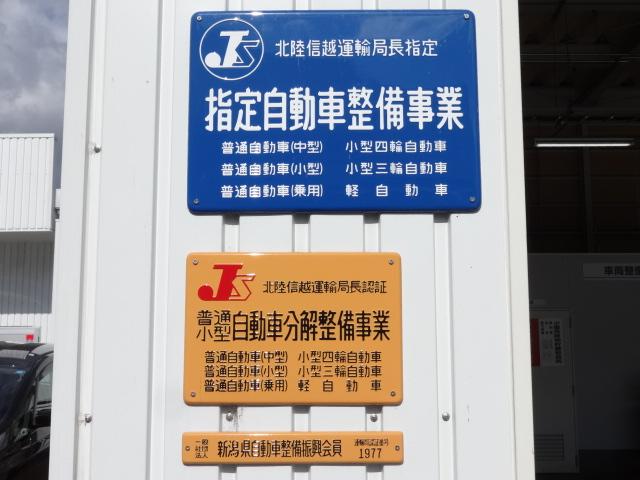 JS 北陸信越運輸局長指定
指定自動車整備事業
普通自動車(中型) 小型四輪自動車
普通自動車(小型) 小型三輪自動車
普通自動車(乗用) 軽自動車
JS 北陸信越運輸局長認証
普通小型自動車分解整備事業
普通自動車(中型) 小型四輪自動車
普通自動車(小型) 小型三輪自動車
普通自動車(乗用) 軽自動車
一般社団法人 新潟県自動車整備振興会員
1977
車両整